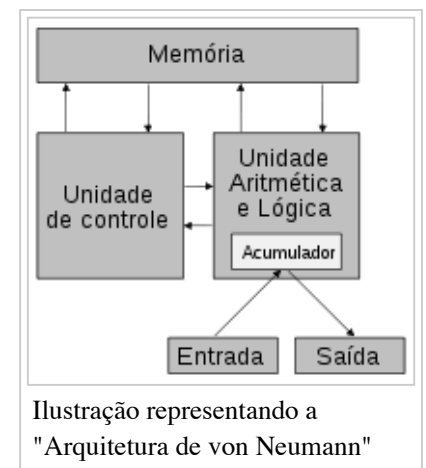 Memória
Unidade
de controle
Unidade
Aritmética
e Lógica
Acumulador
Entrada
Saída
Ilustração representando a
"Arquitetura de von Neumann"